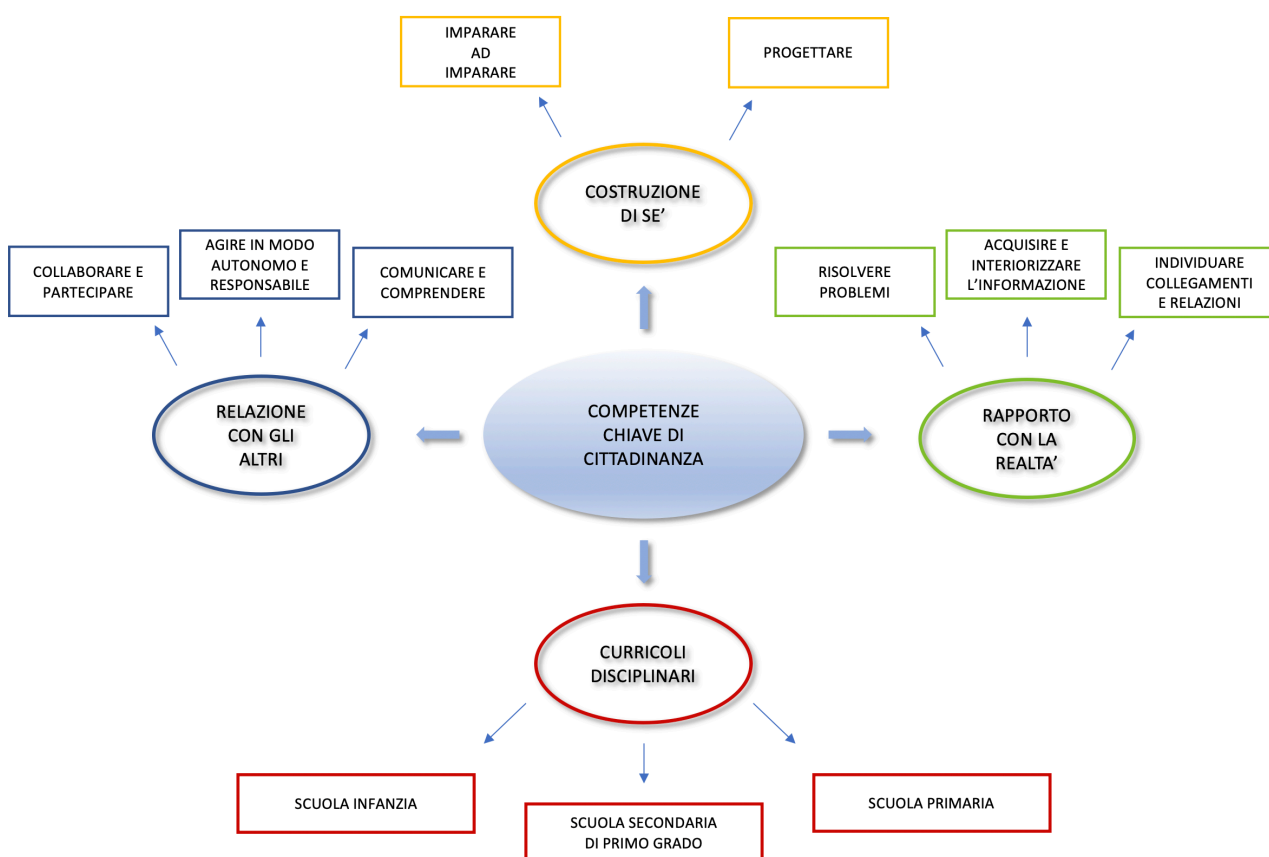 IMPARARE
AD
IMPARARE
PROGETTARE
COSTRUZIONE
DI SE’
COLLABORARE E
PARTECIPARE
AGIRE IN MODO
AUTONOMO E
RESPONSABILE
COMUNICARE E
COMPRENDERE
RISOLVERE
PROBLEMI
ACQUISIRE E
INTERIORIZZARE
L’INFORMAZIONE
INDIVIDUARE
COLLEGAMENTI
E RELAZIONI
RELAZIONE
CON GLI
ALTRI
COMPETENZE
CHIAVE DI
CITTADINANZA
RAPPORTO
CON LA
REALTA’
CURRICOLI
DISCIPLINARI
SCUOLA INFANZIA
SCUOLA SECONDARIA
DI PRIMO GRADO
SCUOLA PRIMARIA